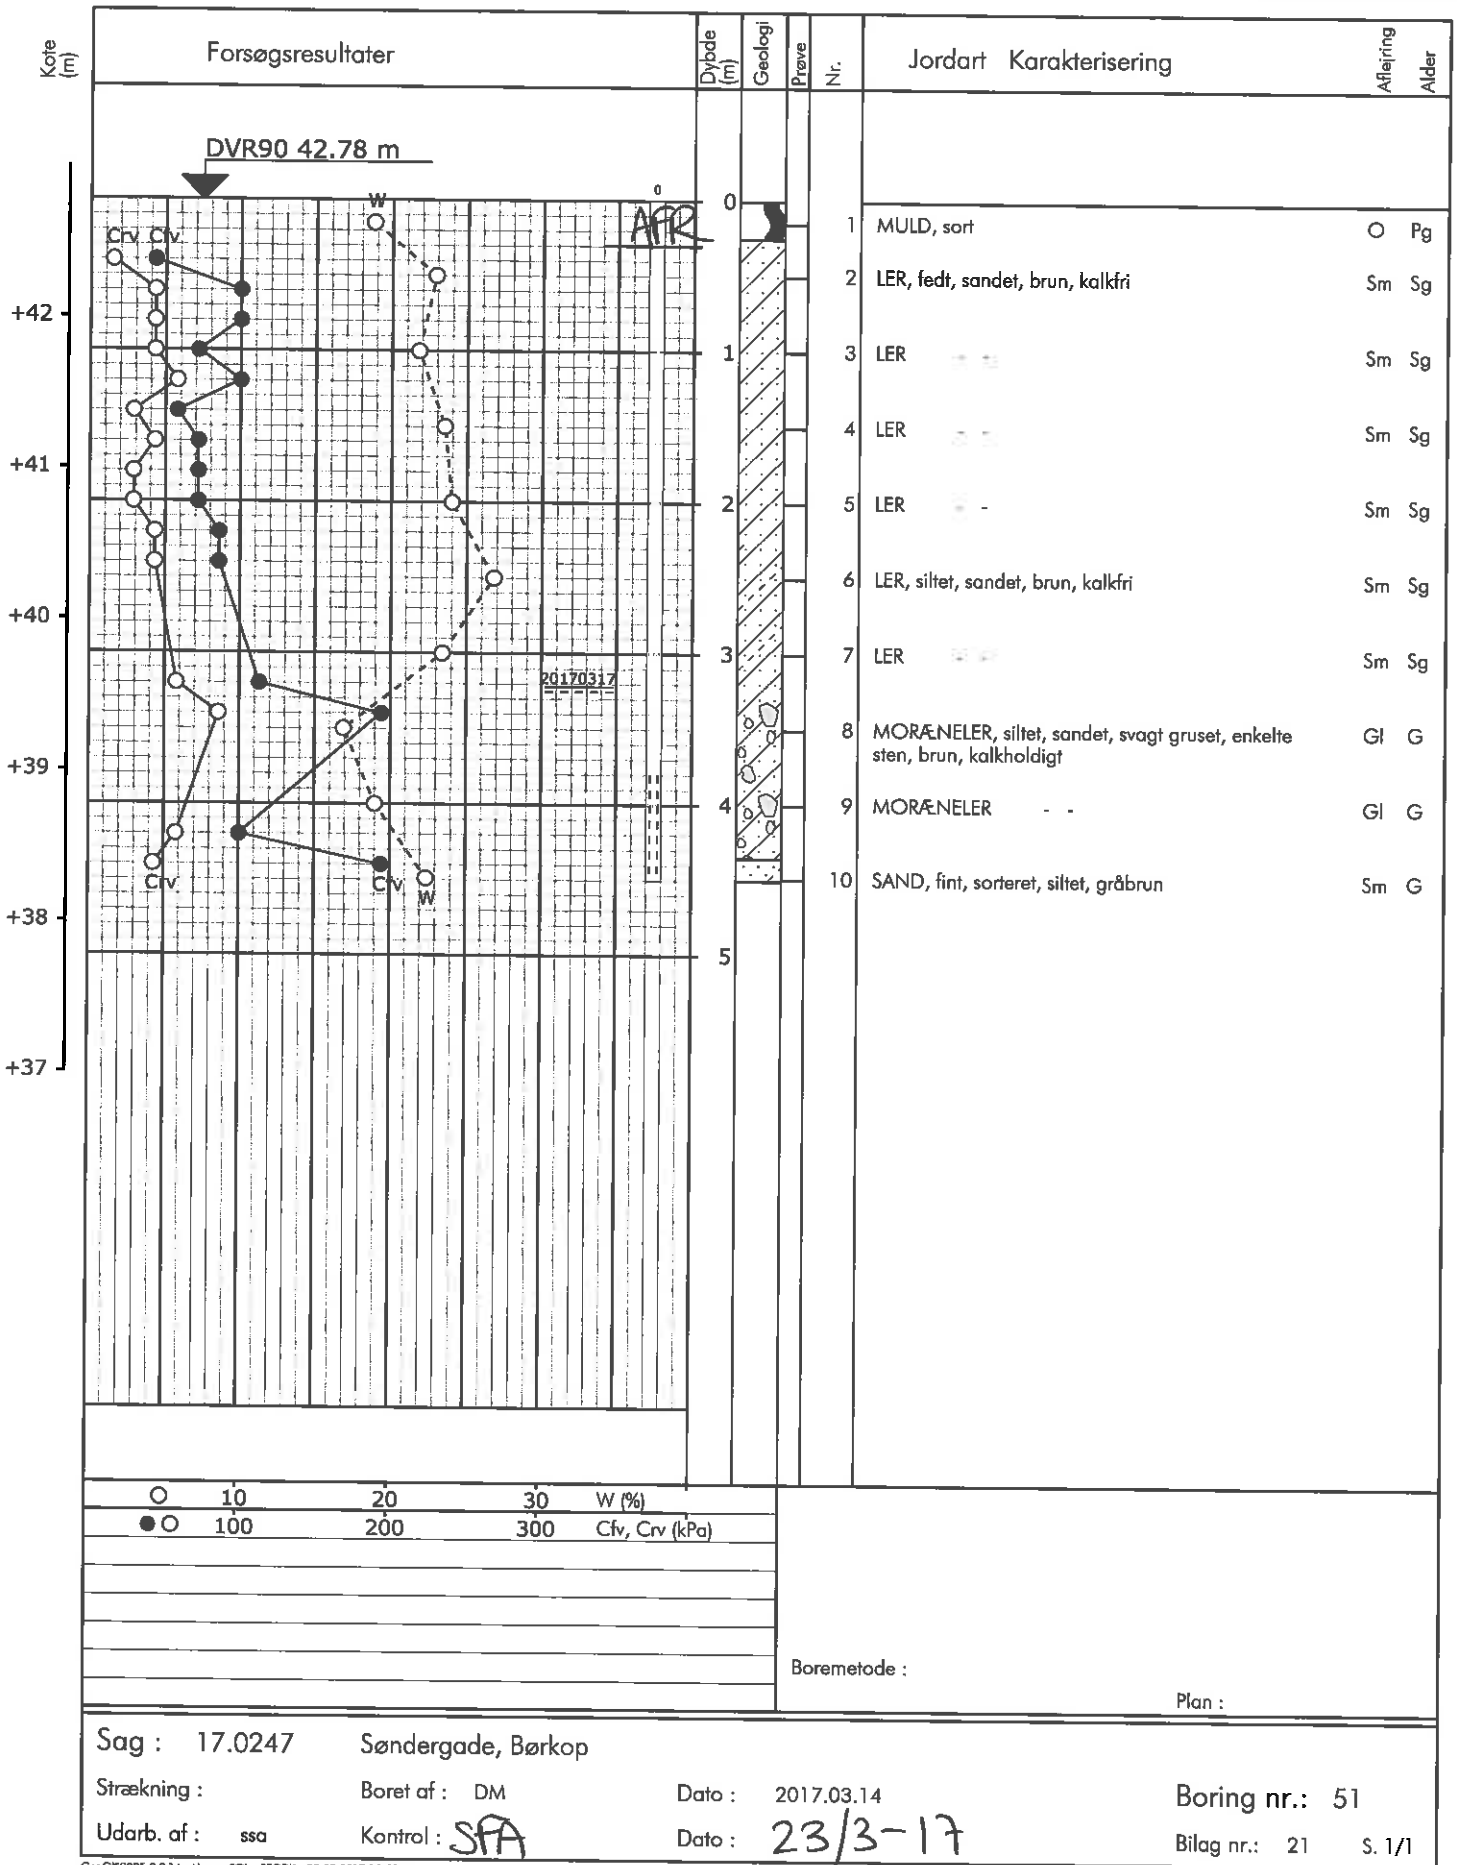 Kote (m) Forsøgsresultater Dybde (m) Geologi Prøve Nr. Jordart Karakterisering Aflejring Alder
DVR90 42.78 m
W 0 0
AFR
1 MULD, sort O Pg
Crv Cfv
2 LER, fedt, sandet, brun, kalkfri Sm Sg
+42
1 3 LER - - Sm Sg
4 LER - - Sm Sg
+41
2 5 LER - - Sm Sg
6 LER, siltet, sandet, brun, kalkfri Sm Sg
+40
3 7 LER - - Sm Sg
20170317
8 MORÆNELER, siltet, sandet, svagt gruset, enkelte Gl G
sten, brun, kalkholdigt
+39
4 9 MORÆNELER - - Gl G
Crv Cfv W
10 SAND, fint, sorteret, siltet, gråbrun Sm G
+38
5
+37
10 20 30 W (%)
100 200 300 Cfv, Crv (kPa)
Boremetode :
Plan :
Sag : 17.0247 Søndergade, Børkop
Strækning : Boret af : DM Dato : 2017.03.14 Boring nr.: 51
Udarb. af : ssa Kontrol : SFA Dato : 23/3-17 Bilag nr.: 21 S. 1/1